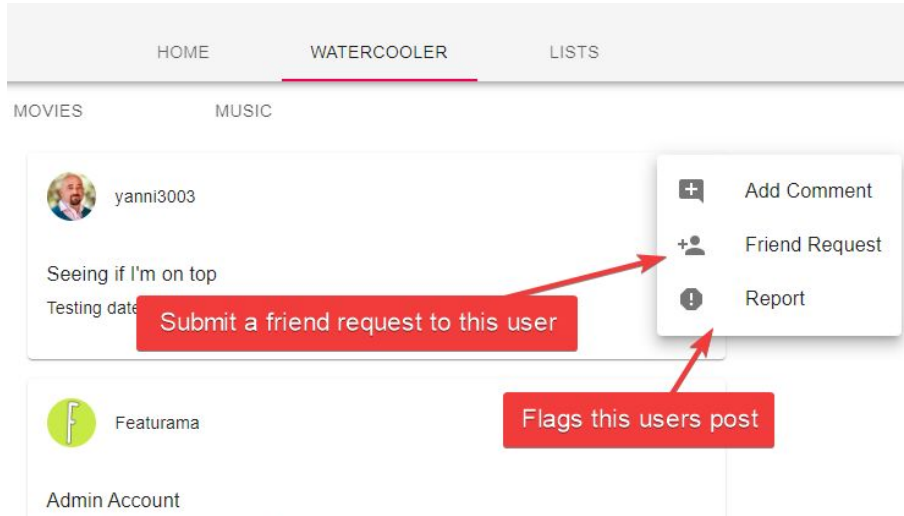 HOME WATERCOOLER LISTS
MOVIES MUSIC
yanni3003
Add Comment
Friend Request
Report
Seeing if I'm on top
Testing date
Submit a friend request to this user
Flags this users post
Featurama
Admin Account